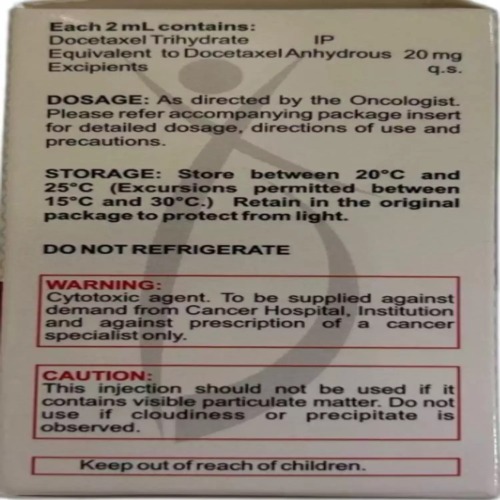 Each 2 mL contains:
Docetaxel Trihydrate IP
Equivalent to Docetaxel Anhydrous 20 mg
Excipients q.s.
DOSAGE: As directed by the Oncologist.
Please refer accompanying package insert
for detailed dosage, directions of use and
precautions.
STORAGE: Store between 20°C and
25°C (Excursions permitted between
15°C and 30°C.) Retain in the original
package to protect from light.
DO NOT REFRIGERATE
WARNING:
Cytotoxic agent. To be supplied against
demand from Cancer Hospital, Institution
and against prescription of a cancer
specialist only.
CAUTION:
This injection should not be used if it
contains visible particulate matter. Do not
use if cloudiness or precipitate is
observed.
Keep out of reach of children.